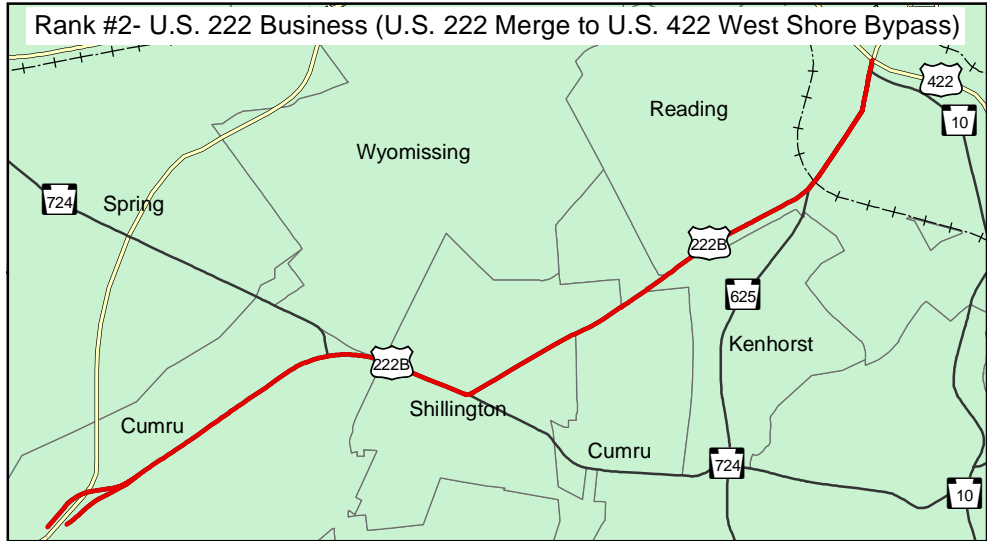 Rank #2- U.S. 222 Business (U.S. 222 Merge to U.S. 422 West Shore Bypass)
422
Reading
10
Wyomissing
724
Spring
222B
625
Kenhorst
222B
Shillington
Cumru
Cumru
724
10